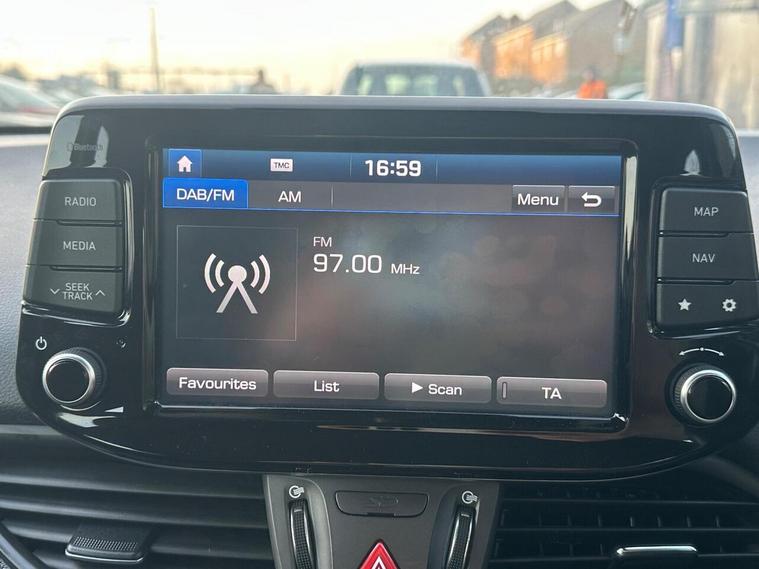 Bluetooth
TMC 16:59
DAB/FM AM Menu
FM
97.00 MHz
Favourites List Scan TA
RADIO
MEDIA
SEEK
TRACK
MAP
NAV